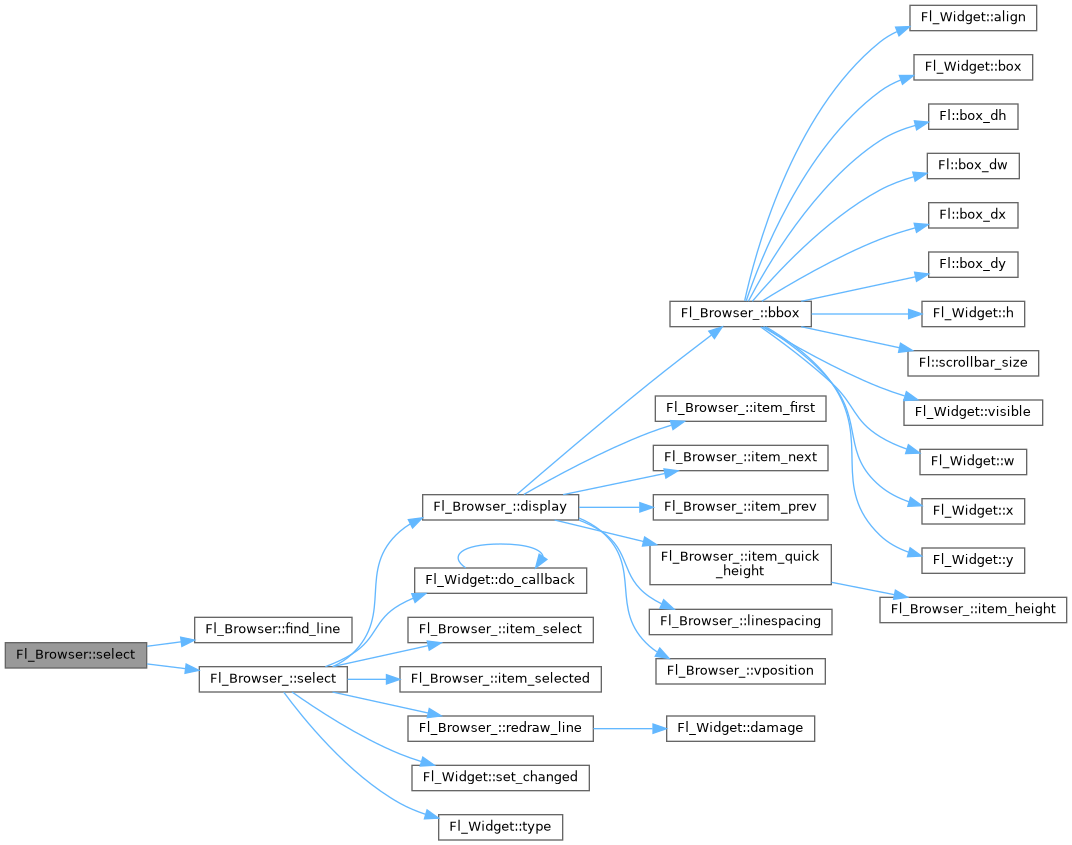 Fl_Widget::align
Fl_Widget::box
Fl::box_dh
Fl::box_dw
Fl::box_dx
Fl::box_dy
Fl_Browser_::bbox
Fl_Widget::h
Fl::scrollbar_size
Fl_Browser_::item_first
Fl_Widget::visible
Fl_Browser_::item_next
Fl_Widget::w
Fl_Browser_::display
Fl_Browser_::item_prev
Fl_Widget::x
Fl_Browser_::item_quick
_height
Fl_Widget::y
Fl_Widget::do_callback
Fl_Browser_::item_height
Fl_Browser::find_line
Fl_Browser_::item_select
Fl_Browser_::linespacing
Fl_Browser::select
Fl_Browser_::select
Fl_Browser_::item_selected
Fl_Browser_::vposition
Fl_Browser_::redraw_line
Fl_Widget::damage
Fl_Widget::set_changed
Fl_Widget::type